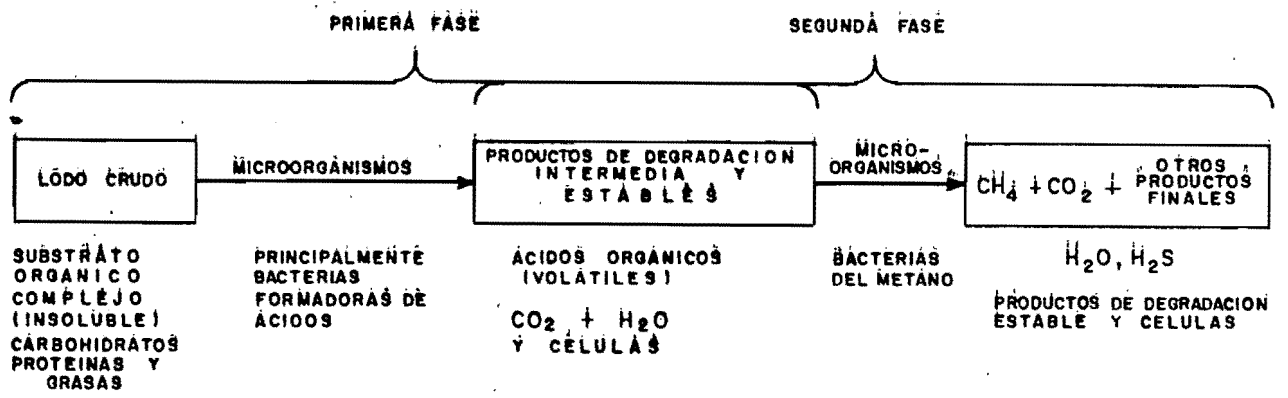 PRIMERA FASE
SEGUNDA FASE
LODO CRUDO
MICROORGANISMOS
PRODUCTOS DE DEGRADACION
INTERMEDIA Y
ESTABLES
MICRO-
ORGANISMOS
CH₄ + CO₂ +
OTROS
PRODUCTOS
FINALES
SUBSTRATO
ORGANICO
COMPLEJO
(INSOLUBLE)
CARBOHIDRATOS
PROTEINAS Y
GRASAS
PRINCIPALMENTE
BACTERIAS
FORMADORAS DE
ACIDOS
ACIDOS ORGANICOS
(VOLATILES)
CO₂ + H₂O
Y CELULAS
BACTERIAS
DEL METANO
H₂O, H₂S
PRODUCTOS DE DEGRADACION
ESTABLE Y CELULAS